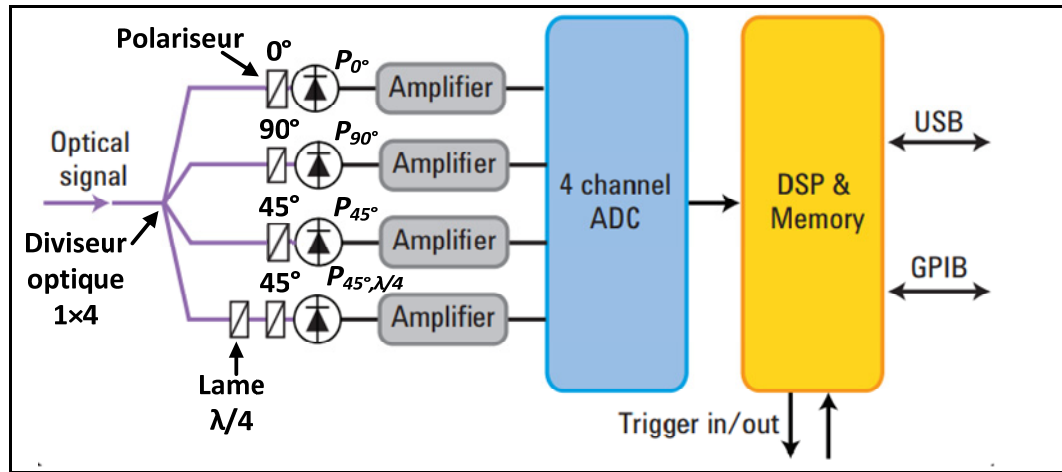 Polariseur
0°
P0°
Amplifier
Optical
signal
90°
P90°
Amplifier
4 channel
ADC
DSP &
Memory
USB
Diviseur
optique
1×4
45°
P45°
Amplifier
45°
P45°,λ/4
Amplifier
GPIB
Lame
λ/4
Trigger in/out